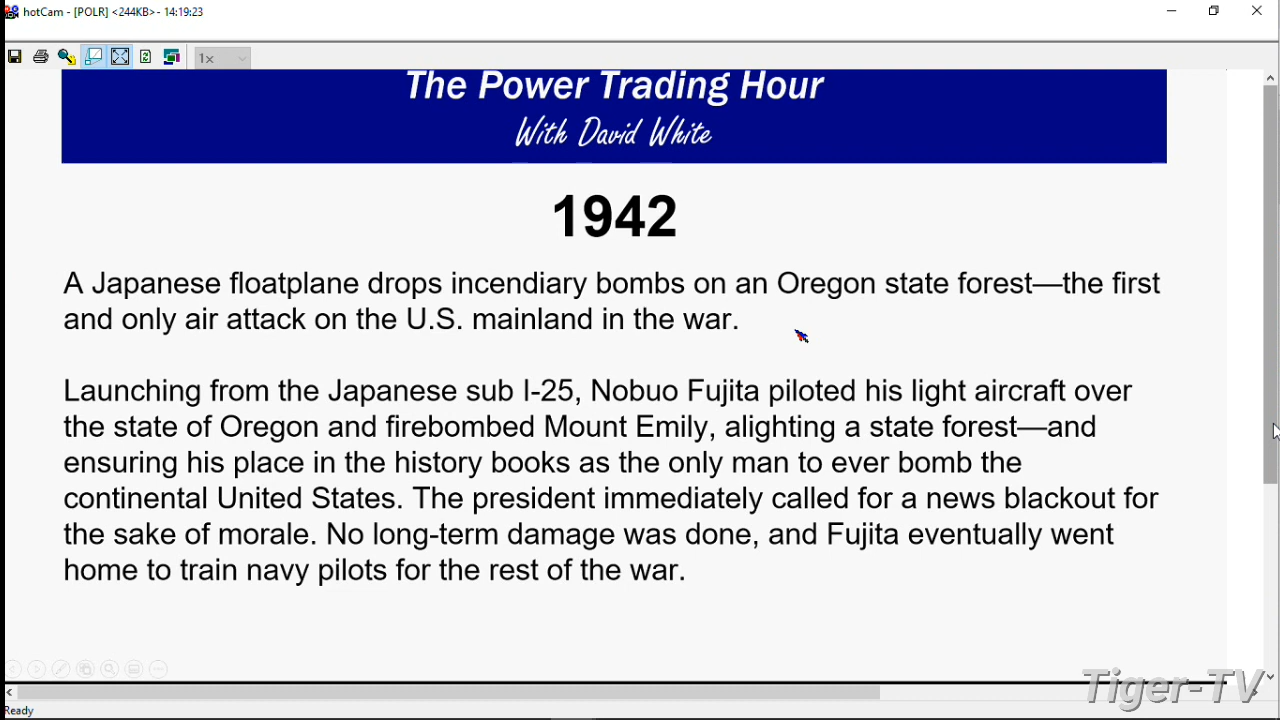 hotCam - [POLR] <244KB> - 14:19:23
1x
The Power Trading Hour
With David White
1942
A Japanese floatplane drops incendiary bombs on an Oregon state forest—the first
and only air attack on the U.S. mainland in the war.
Launching from the Japanese sub I-25, Nobuo Fujita piloted his light aircraft over
the state of Oregon and firebombed Mount Emily, alighting a state forest—and
ensuring his place in the history books as the only man to ever bomb the
continental United States. The president immediately called for a news blackout for
the sake of morale. No long-term damage was done, and Fujita eventually went
home to train navy pilots for the rest of the war.
Tiger-TV
Ready